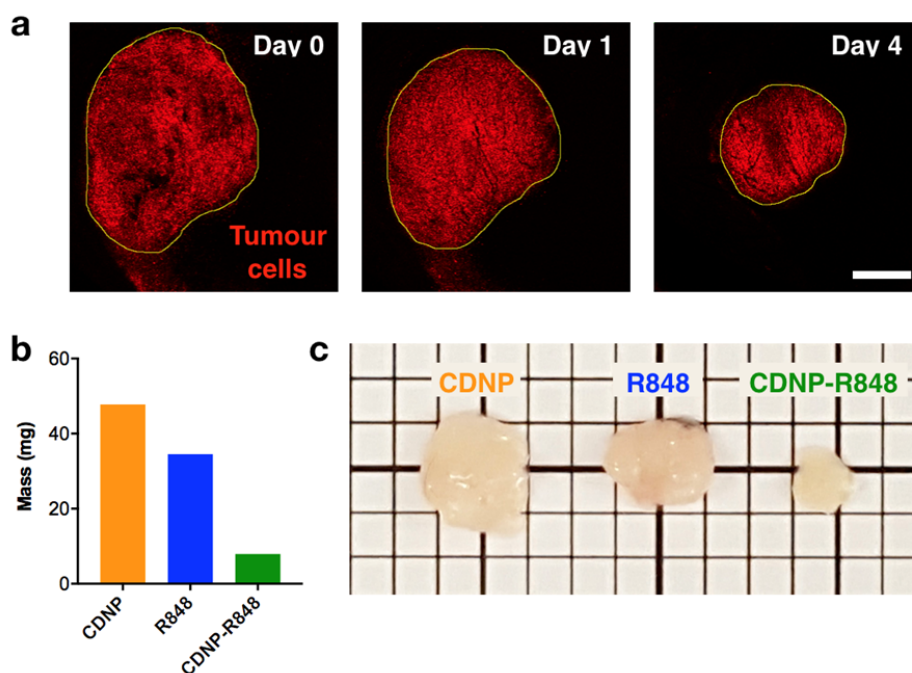 a
Day 0
Day 1
Day 4
Tumour
cells
b
60
40
20
0
Mass (mg)
CDNP
R848
CDNP-R848
c
CDNP
R848
CDNP-R848